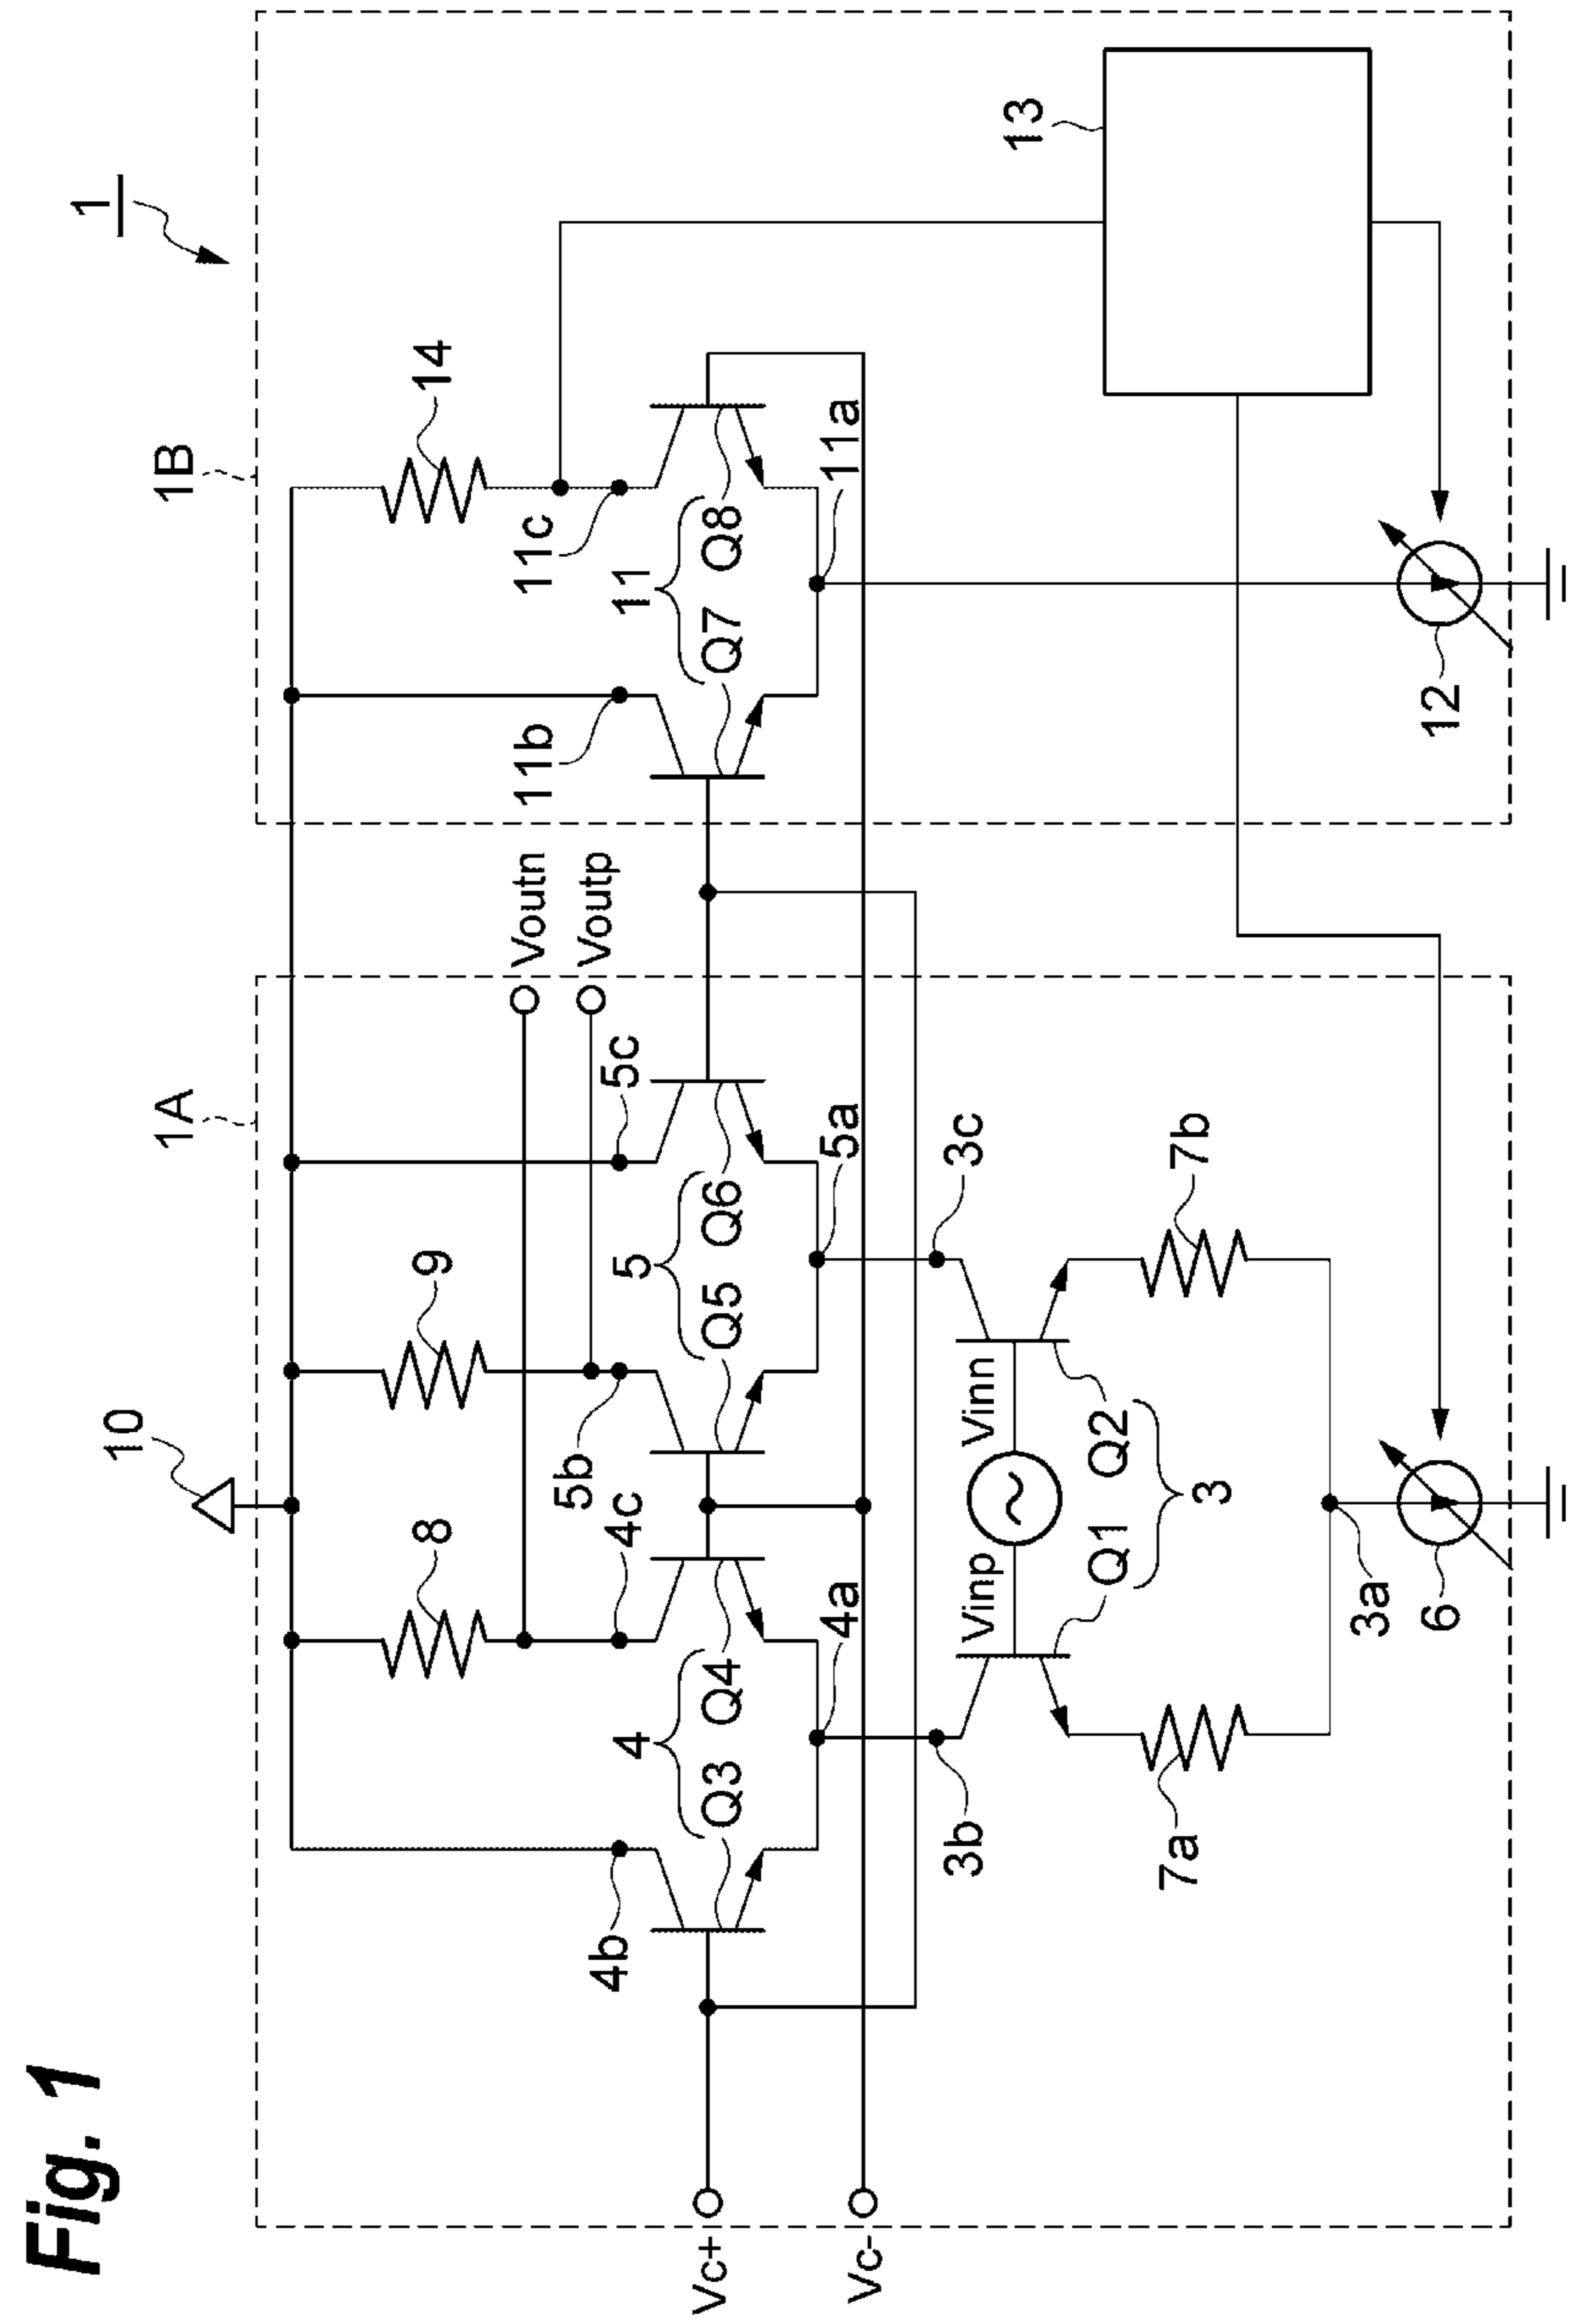 Fig. 1
1
1A
1B
10
8
9
14
Voutn
Voutp
4b
4c
5b
5c
11b
11c
4
5
11
Q3
Q4
Q5
Q6
Q7
Q8
Vc+
Vc-
4a
5a
11a
3b
Vinp
Vinn
3c
Q1
Q2
3
7a
7b
13
3a
6
12